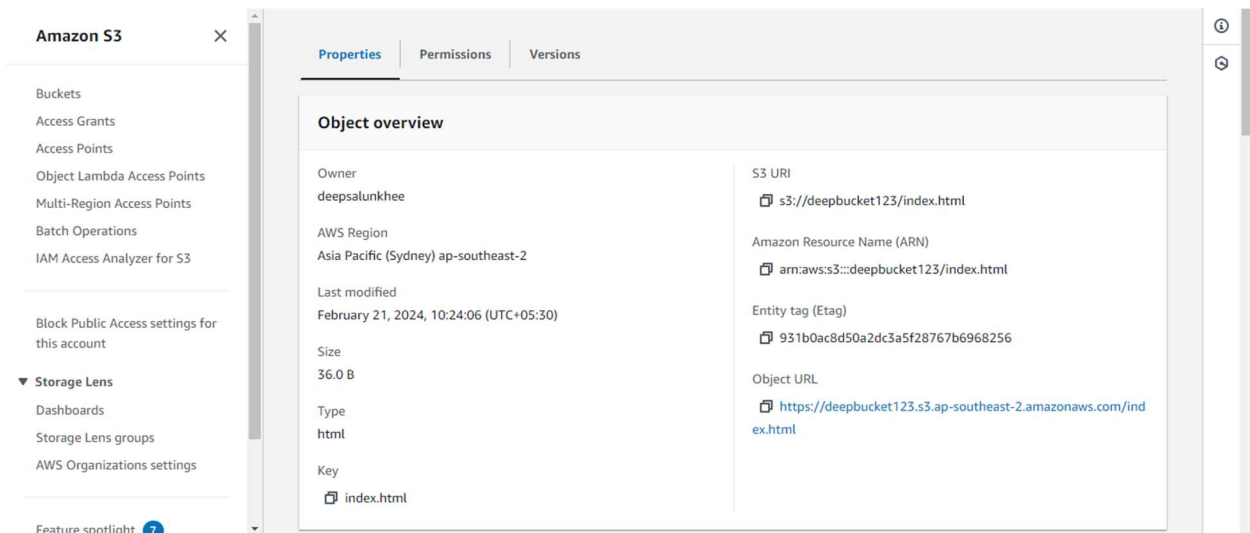 Amazon S3
Buckets
Access Grants
Access Points
Object Lambda Access Points
Multi-Region Access Points
Batch Operations
IAM Access Analyzer for S3
Block Public Access settings for
this account
Storage Lens
Dashboards
Storage Lens groups
AWS Organizations settings
Feature spotlight 7
Properties
Permissions
Versions
Object overview
Owner
deepsalunkhee
AWS Region
Asia Pacific (Sydney) ap-southeast-2
Last modified
February 21, 2024, 10:24:06 (UTC+05:30)
Size
36.0 B
Type
html
Key
index.html
S3 URI
s3://deepbucket123/index.html
Amazon Resource Name (ARN)
arn:aws:s3:::deepbucket123/index.html
Entity tag (Etag)
931b0ac8d50a2dc3a5f28767b6968256
Object URL
https://deepbucket123.s3.ap-southeast-2.amazonaws.com/ind
ex.html